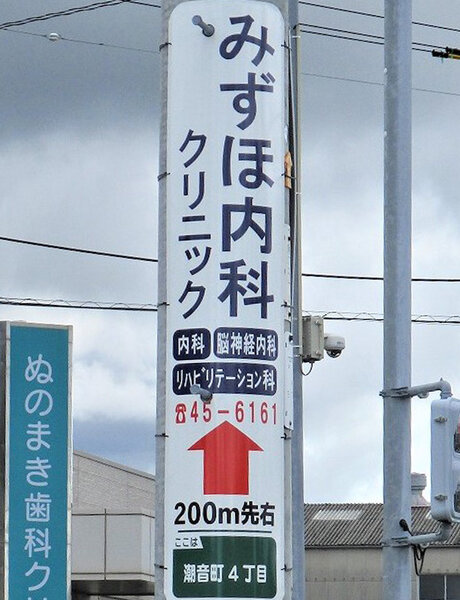 みずほ内科
クリニック
内科 脳神経内科
リハビリテーション科
☎45-6161
200m先右
ここは
潮音町4丁目
ぬのまき歯科ク